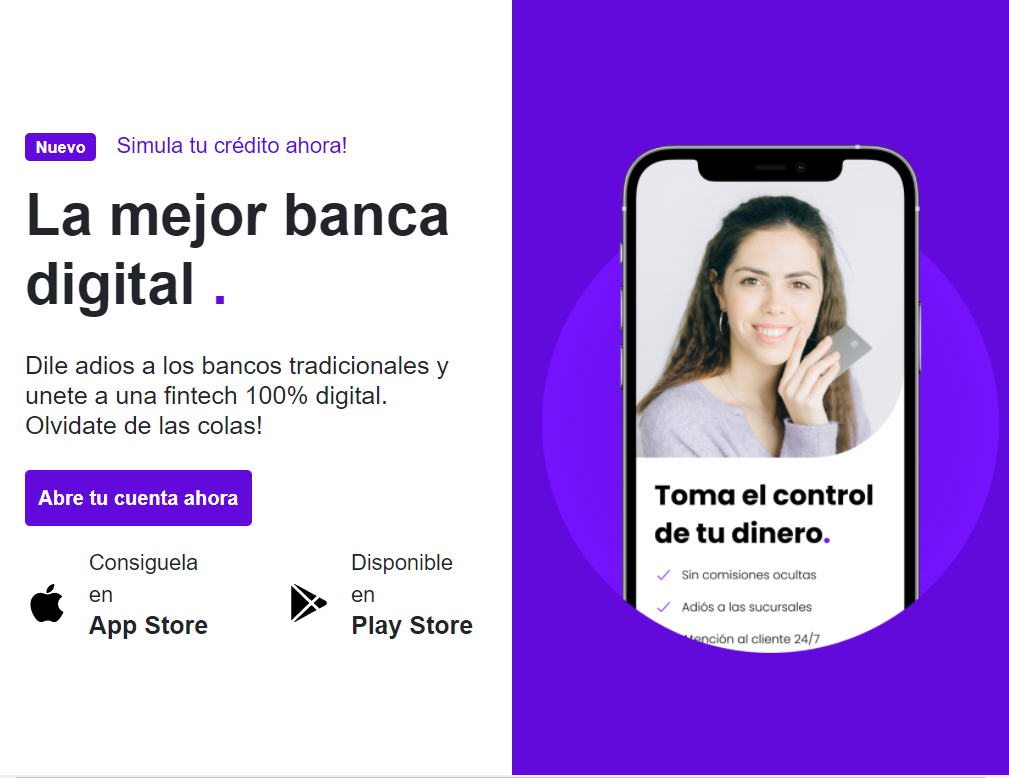 Nuevo Simula tu crédito ahora!
La mejor banca
digital .
Dile adios a los bancos tradicionales y
unete a una fintech 100% digital.
Olvidate de las colas!
Abre tu cuenta ahora
Consiguela
en
App Store
Disponible
en
Play Store
Toma el control
de tu dinero.
Sin comisiones ocultas
Adiós a las sucursales
Atención al cliente 24/7